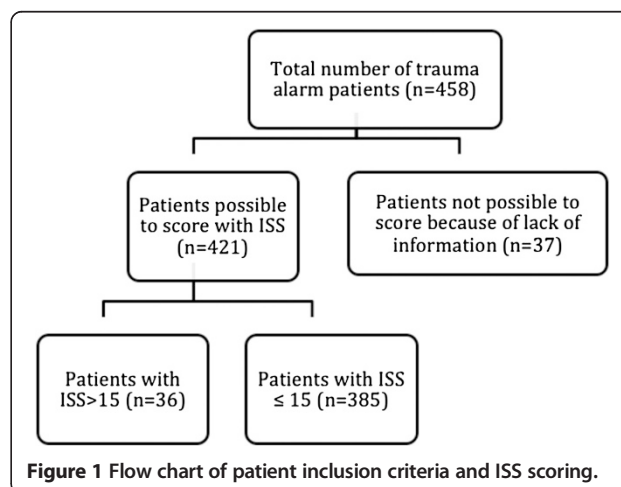 Total number of trauma
alarm patients (n=458)
Patients possible
to score with ISS
(n=421)
Patients not possible to
score because of lack of
information (n=37)
Patients with
ISS>15 (n=36)
Patients with ISS
≤ 15 (n=385)
Figure 1 Flow chart of patient inclusion criteria and ISS scoring.